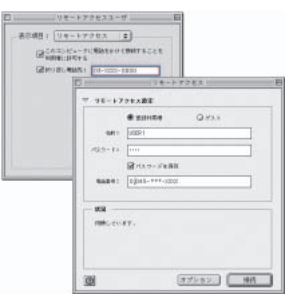 リモートアクセスユーザ
表示項目： リモートアクセス
このコンピュータに電話をかけて接続することを
利用者に許可する
折り返し電話先：
リモートアクセス
リモートアクセス設定
登録利用者 ゲスト
名前： USER1
パスワード： ••••
パスワードを保存
電話番号：
状況
待機しています。
オプション 接続